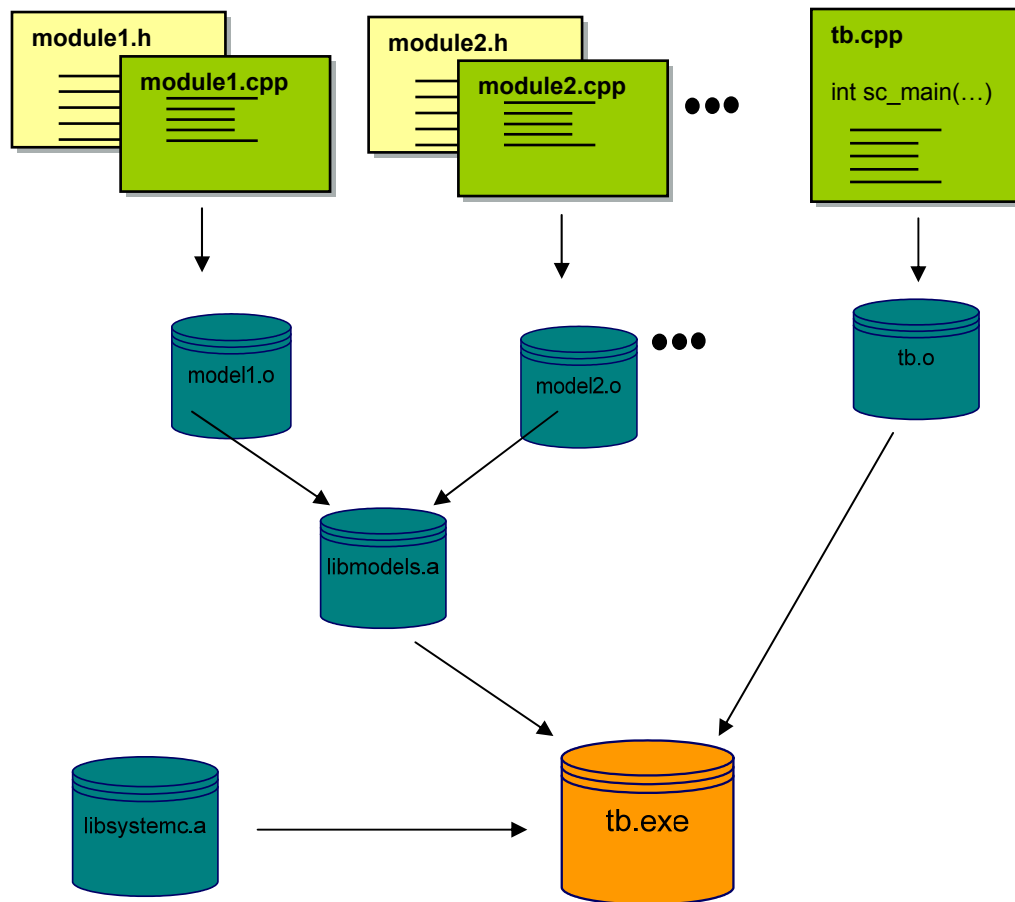 module1.h
module1.cpp
module2.h
module2.cpp
tb.cpp
int sc_main(…)
model1.o
model2.o
tb.o
libmodels.a
libsystemc.a
tb.exe